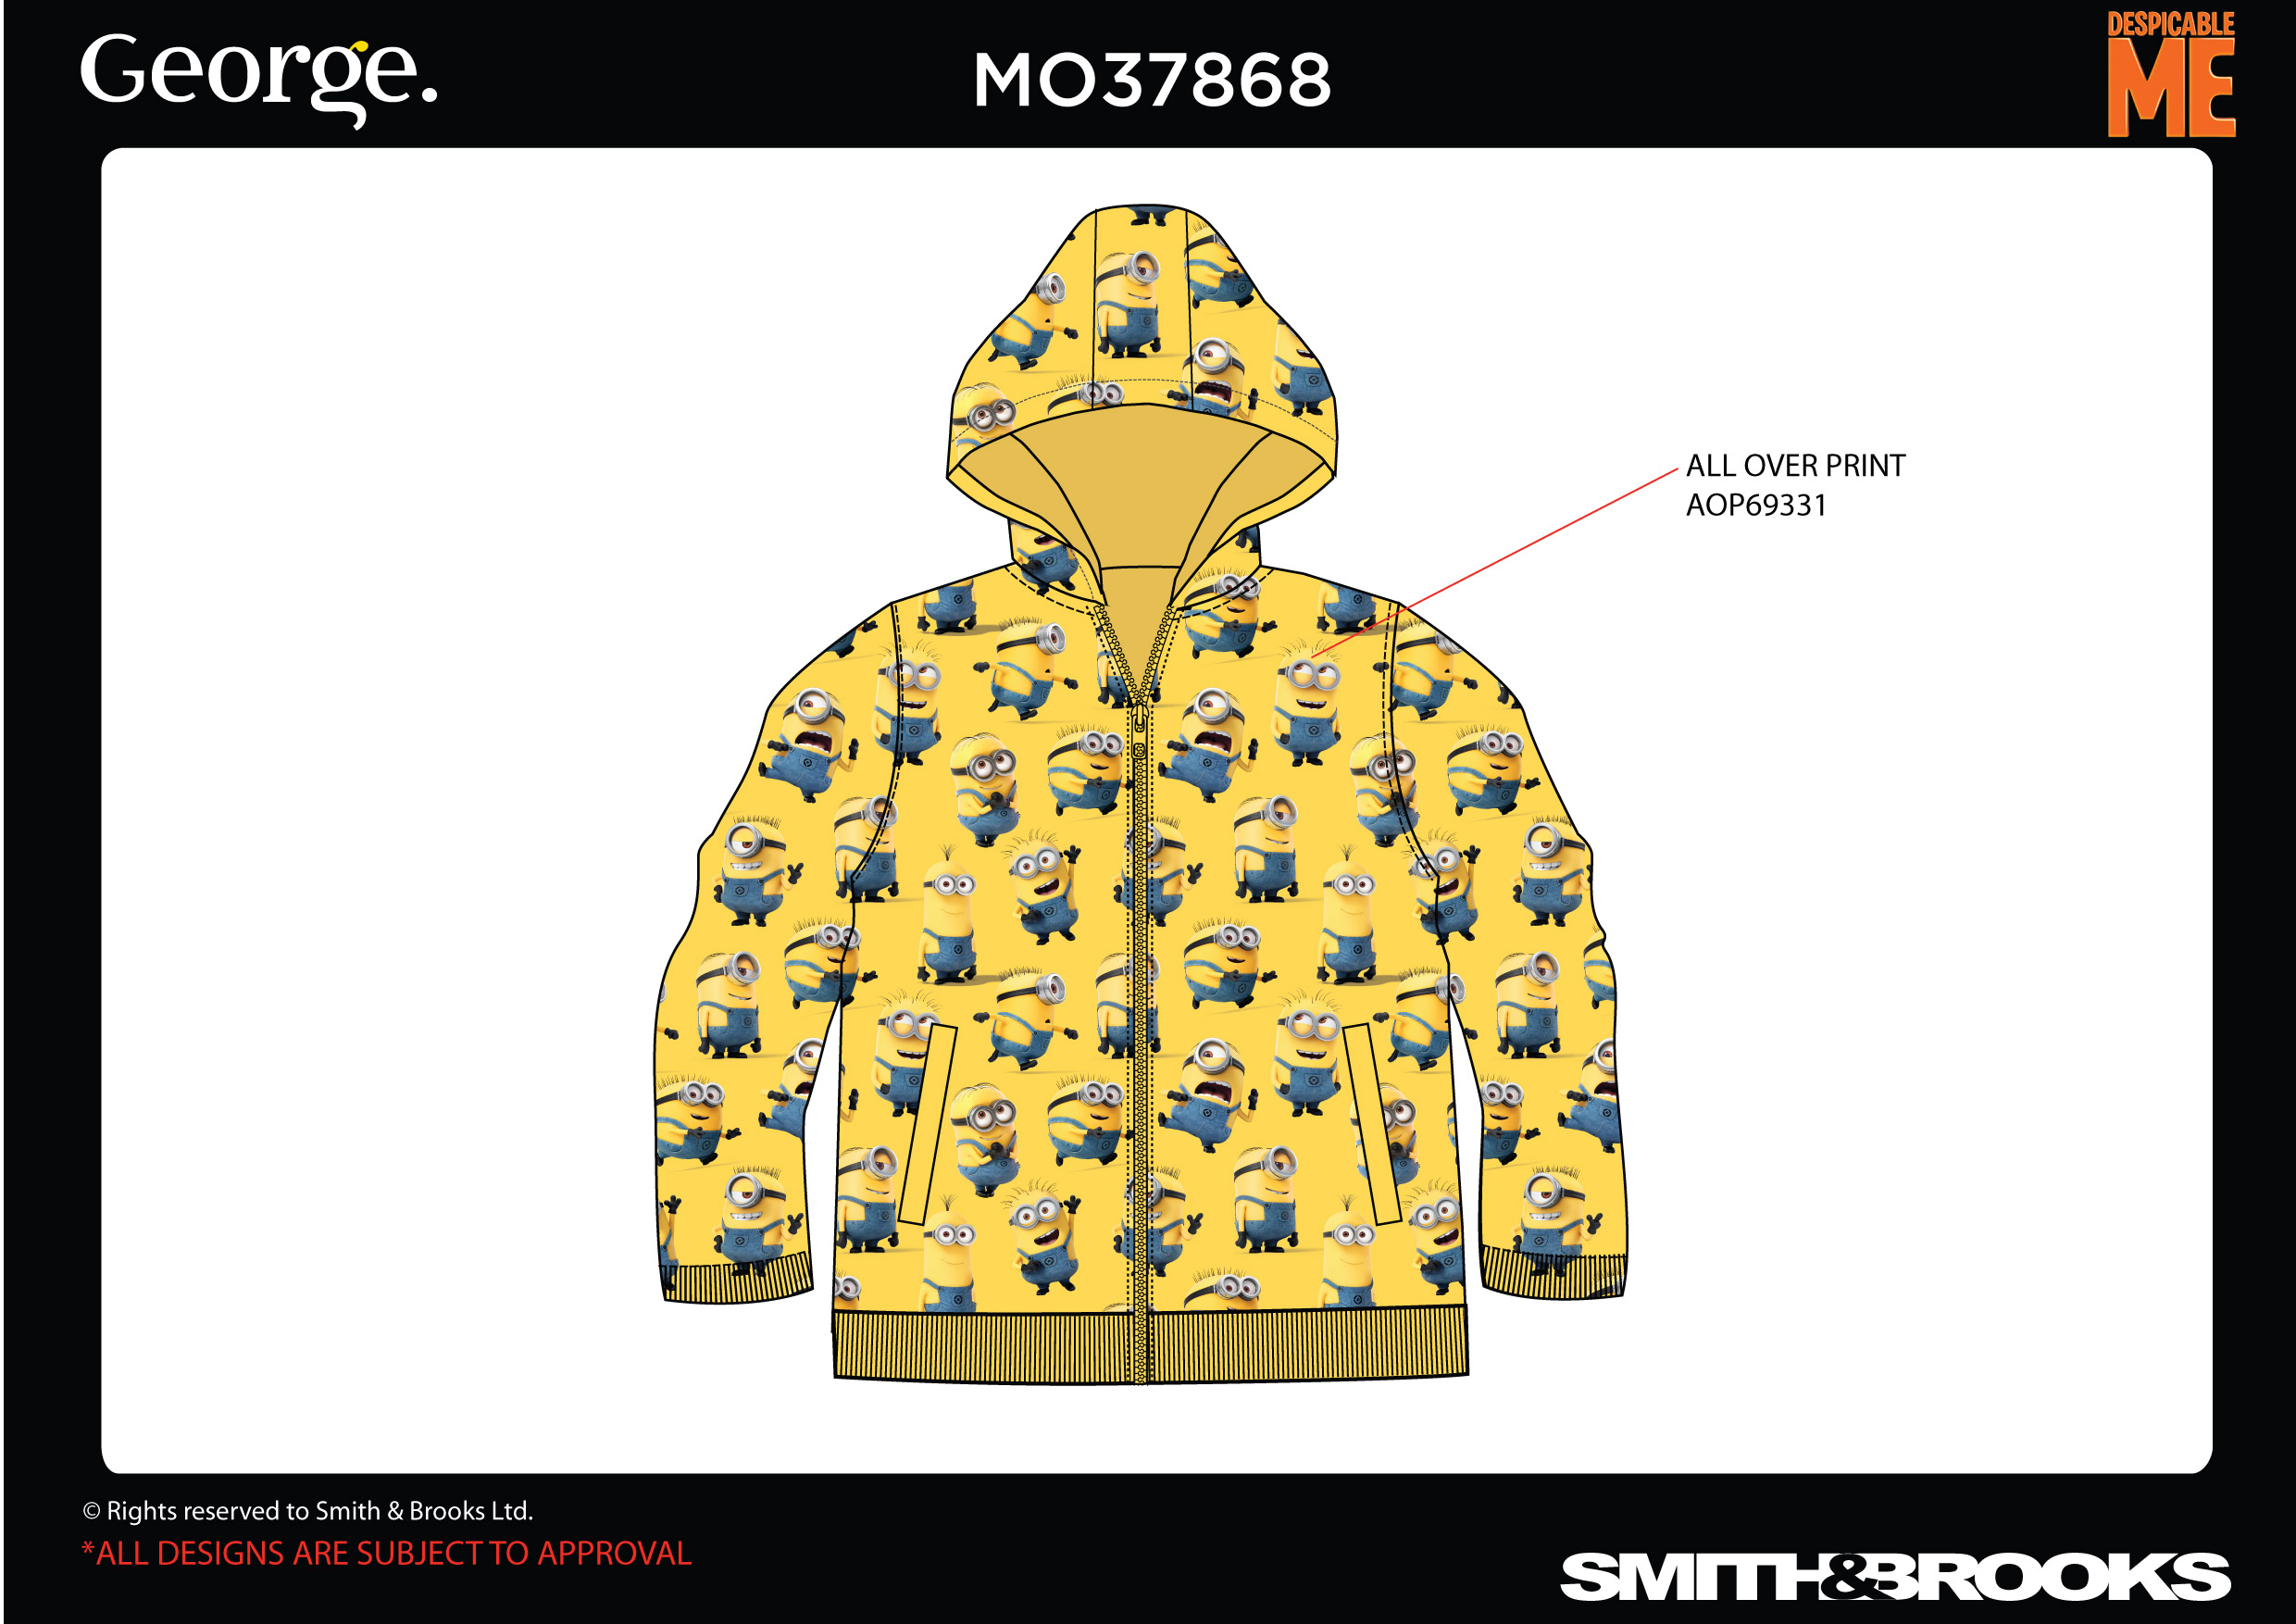 George.
MO37868
DESPICABLE
ME
ALL OVER PRINT
AOP69331
© Rights reserved to Smith & Brooks Ltd.
*ALL DESIGNS ARE SUBJECT TO APPROVAL
SMITH&BROOKS